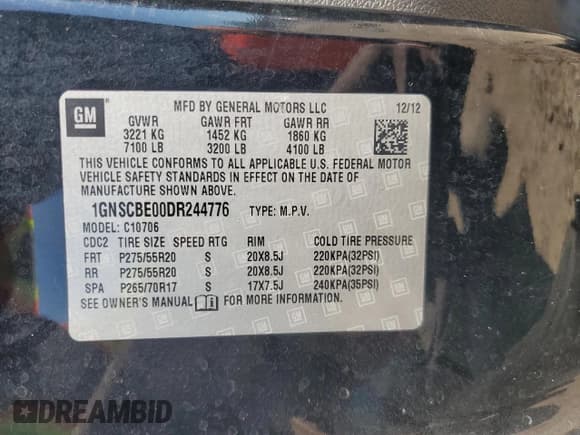 GM
MFD BY GENERAL MOTORS LLC 12/12
GVWR GAWR FRT GAWR RR
3221 KG 1452 KG 1860 KG
7100 LB 3200 LB 4100 LB
THIS VEHICLE CONFORMS TO ALL APPLICABLE U.S. FEDERAL MOTOR
VEHICLE SAFETY STANDARDS IN EFFECT ON THE DATE OF
MANUFACTURE SHOWN ABOVE.
1GNSCBE00DR244776 TYPE: M.P.V.
MODEL: C10706
CDC2 TIRE SIZE SPEED RTG RIM COLD TIRE PRESSURE
FRT P275/55R20 S 20X8.5J 220KPA(32PSI)
RR P275/55R20 S 20X8.5J 220KPA(32PSI)
SPA P265/70R17 S 17X7.5J 240KPA(35PSI)
SEE OWNER'S MANUAL FOR MORE INFORMATION.
DREAMBID